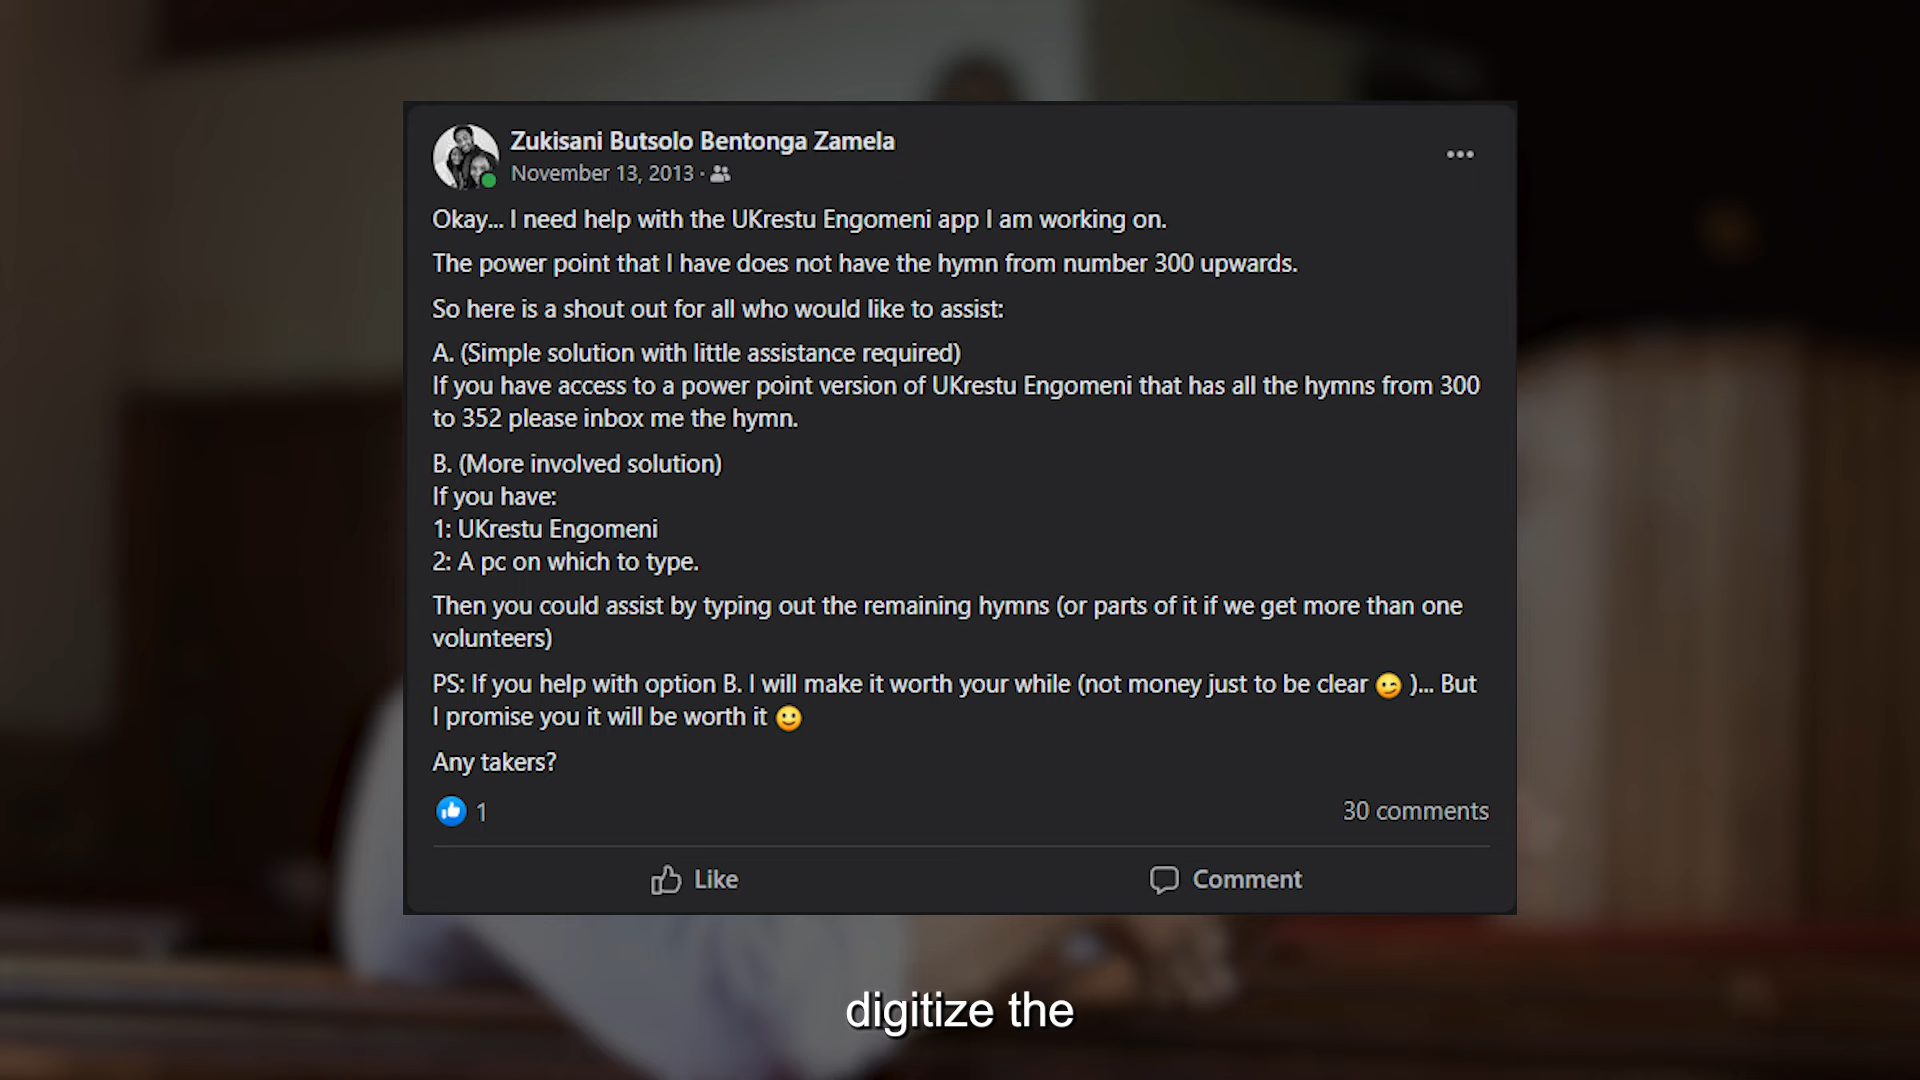 Zukisani Butsolo Bentonga Zamela
November 13, 2013 ·
Okay... I need help with the UKrestu Engomeni app I am working on.
The power point that I have does not have the hymn from number 300 upwards.
So here is a shout out for all who would like to assist:
A. (Simple solution with little assistance required)
If you have access to a power point version of UKrestu Engomeni that has all the hymns from 300
to 352 please inbox me the hymn.
B. (More involved solution)
If you have:
1: UKrestu Engomeni
2: A pc on which to type.
Then you could assist by typing out the remaining hymns (or parts of it if we get more than one
volunteers)
PS: If you help with option B. I will make it worth your while (not money just to be clear 😉 )... But
I promise you it will be worth it 🙂
Any takers?
1
30 comments
Like
Comment
digitize the